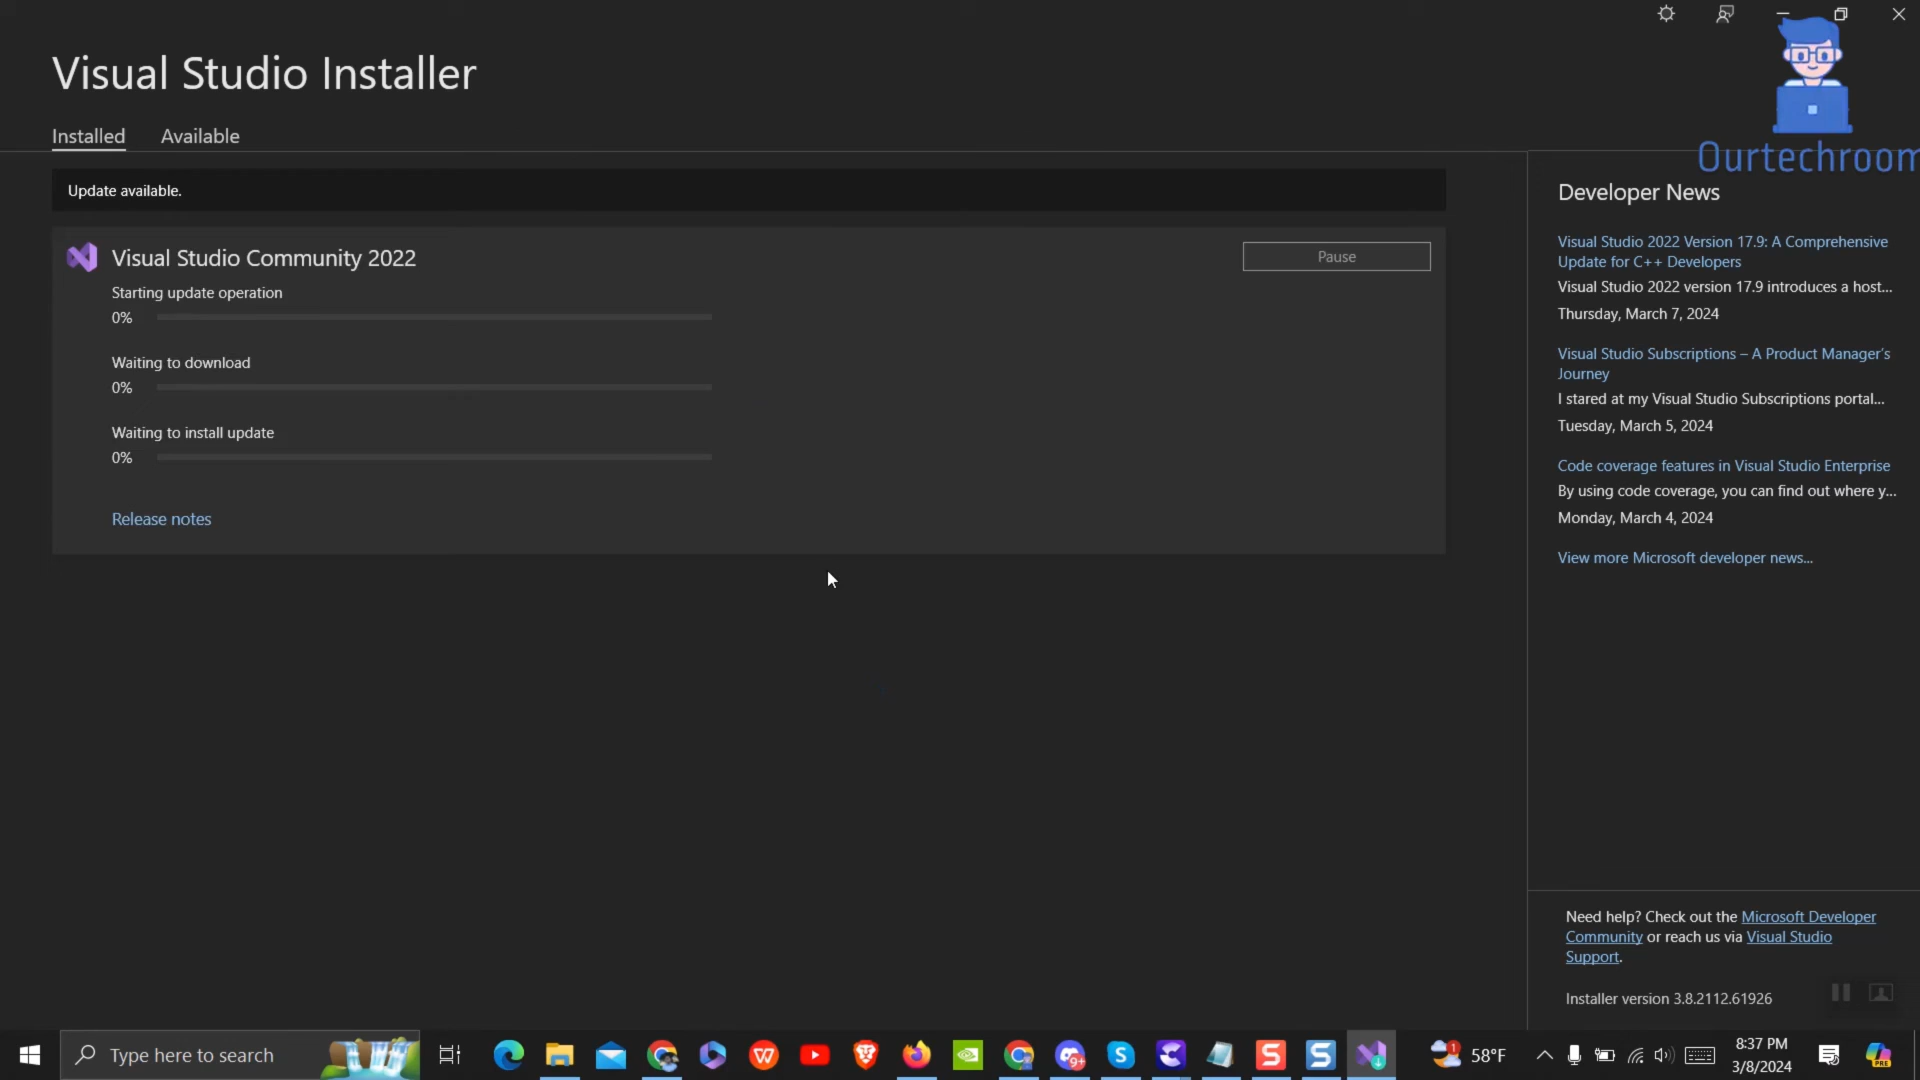 Visual Studio Installer
Installed
Available
Ourtechroom
Update available.
Visual Studio Community 2022
Pause
Starting update operation
0%
Waiting to download
0%
Waiting to install update
0%
Release notes
Developer News
Visual Studio 2022 Version 17.9: A Comprehensive
Update for C++ Developers
Visual Studio 2022 version 17.9 introduces a host...
Thursday, March 7, 2024
Visual Studio Subscriptions – A Product Manager's
Journey
I stared at my Visual Studio Subscriptions portal...
Tuesday, March 5, 2024
Code coverage features in Visual Studio Enterprise
By using code coverage, you can find out where y...
Monday, March 4, 2024
View more Microsoft developer news...
Need help? Check out the Microsoft Developer
Community or reach us via Visual Studio
Support.
Installer version 3.8.2112.61926
Type here to search
9+
1
58°F
8:37 PM
3/8/2024
PRE